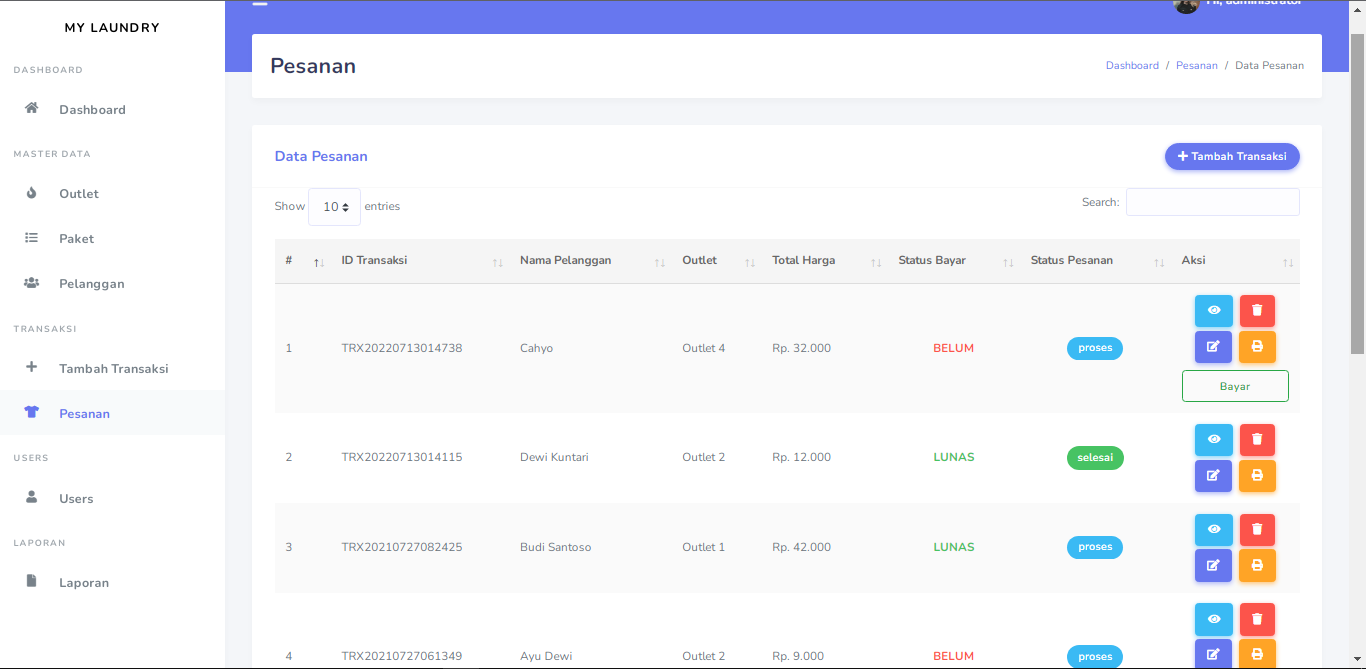 MY LAUNDRY
DASHBOARD
Dashboard
MASTER DATA
Outlet
Paket
Pelanggan
TRANSAKSI
Tambah Transaksi
Pesanan
USERS
Users
LAPORAN
Laporan
Hi, administrator
Pesanan
Dashboard / Pesanan / Data Pesanan
Data Pesanan
Tambah Transaksi
Show 10 entries
Search:
# ID Transaksi Nama Pelanggan Outlet Total Harga Status Bayar Status Pesanan Aksi
1 TRX20220713014738 Cahyo Outlet 4 Rp. 32.000 BELUM proses
Bayar
2 TRX20220713014115 Dewi Kuntari Outlet 2 Rp. 12.000 LUNAS selesai
3 TRX20210727082425 Budi Santoso Outlet 1 Rp. 42.000 LUNAS proses
4 TRX20210727061349 Ayu Dewi Outlet 2 Rp. 9.000 BELUM proses